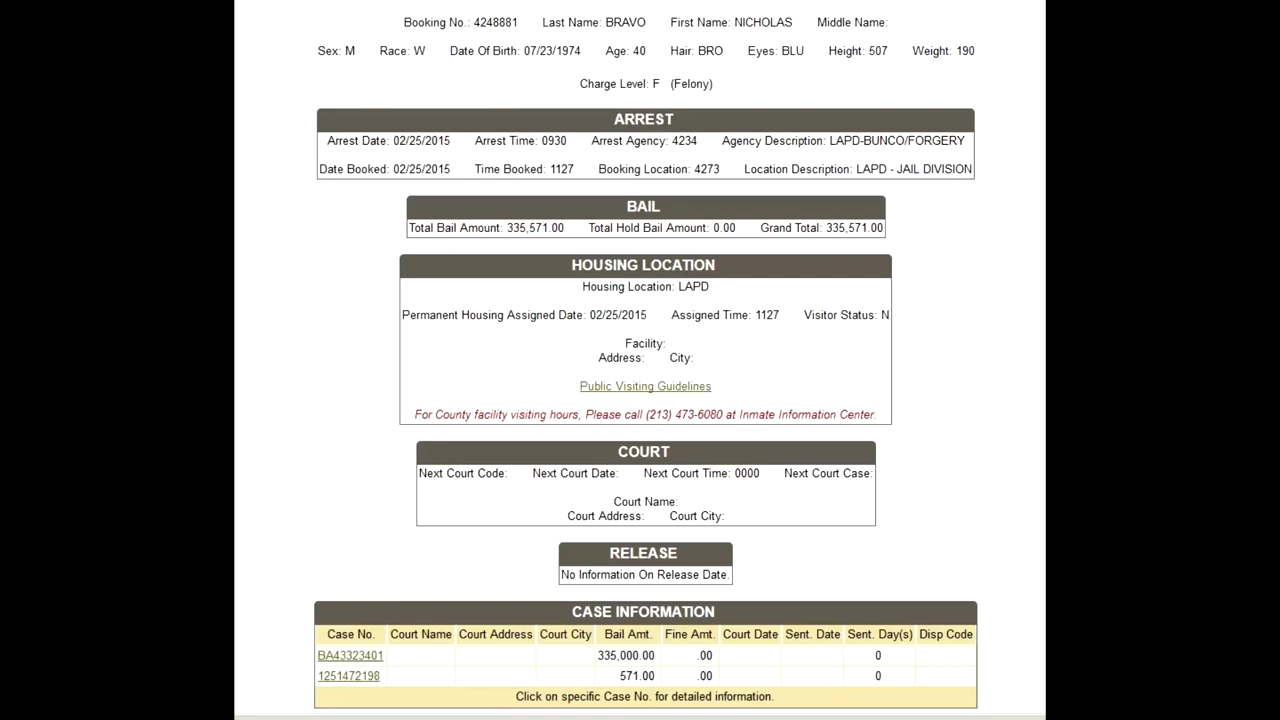 Booking No.: 4248881 Last Name: BRAVO First Name: NICHOLAS Middle Name:
Sex: M Race: W Date Of Birth: 07/23/1974 Age: 40 Hair: BRO Eyes: BLU Height: 507 Weight: 190
Charge Level: F (Felony)
ARREST
Arrest Date: 02/25/2015 Arrest Time: 0930 Arrest Agency: 4234 Agency Description: LAPD-BUNCO/FORGERY
Date Booked: 02/25/2015 Time Booked: 1127 Booking Location: 4273 Location Description: LAPD - JAIL DIVISION
BAIL
Total Bail Amount: 335,571.00 Total Hold Bail Amount: 0.00 Grand Total: 335,571.00
HOUSING LOCATION
Housing Location: LAPD
Permanent Housing Assigned Date: 02/25/2015 Assigned Time: 1127 Visitor Status: N
Facility:
Address: City:
Public Visiting Guidelines
For County facility visiting hours, Please call (213) 473-6080 at Inmate Information Center.
COURT
Next Court Code: Next Court Date: Next Court Time: 0000 Next Court Case:
Court Name:
Court Address: Court City:
RELEASE
No Information On Release Date.
CASE INFORMATION
Case No. Court Name Court Address Court City Bail Amt. Fine Amt. Court Date Sent. Date Sent. Day(s) Disp Code
BA43323401 335,000.00 .00 0
1251472198 571.00 .00 0
Click on specific Case No. for detailed information.